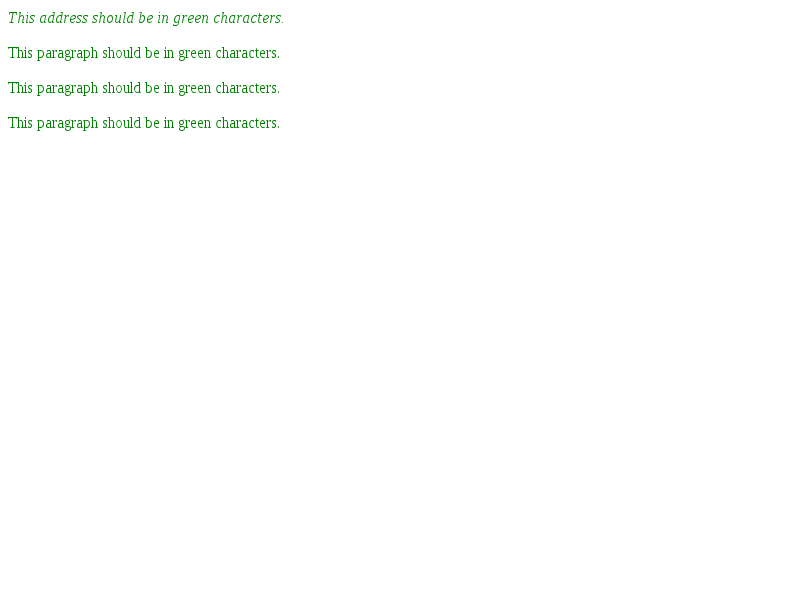 This address should be in green characters.
This paragraph should be in green characters.
This paragraph should be in green characters.
This paragraph should be in green characters.